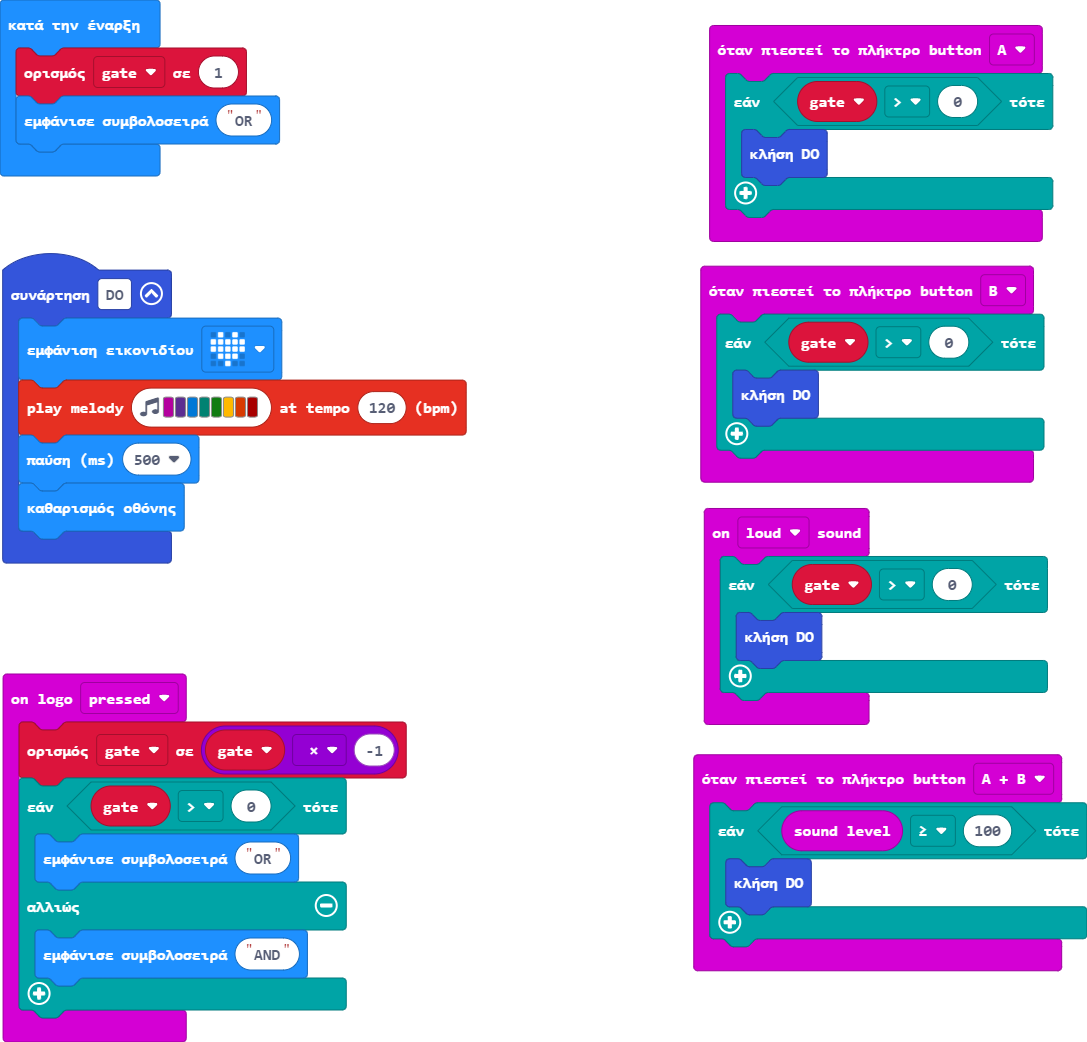 κατά την έναρξη
ορισμός gate σε 1
εμφάνισε συμβολοσειρά "OR"
συνάρτηση DO
εμφάνιση εικονιδίου
play melody at tempo 120 (bpm)
παύση (ms) 500
καθαρισμός οθόνης
on logo pressed
ορισμός gate σε gate × -1
εάν gate > 0 τότε
εμφάνισε συμβολοσειρά "OR"
αλλιώς
εμφάνισε συμβολοσειρά "AND"
όταν πιεστεί το πλήκτρο button A
εάν gate > 0 τότε
κλήση DO
όταν πιεστεί το πλήκτρο button B
εάν gate > 0 τότε
κλήση DO
on loud sound
εάν gate > 0 τότε
κλήση DO
όταν πιεστεί το πλήκτρο button A + B
εάν sound level ≥ 100 τότε
κλήση DO